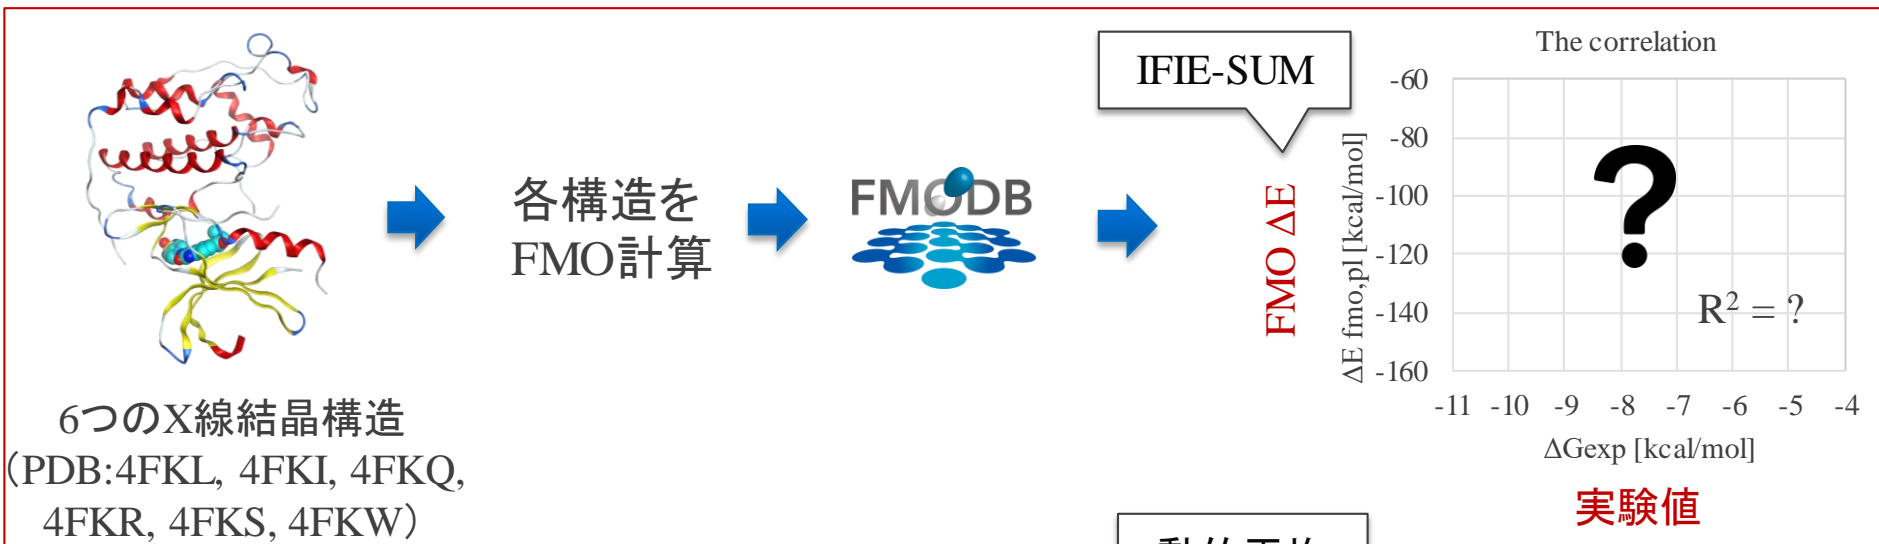 6つのX線結晶構造
（PDB:4FKL, 4FKI, 4FKQ,
4FKR, 4FKS, 4FKW）
各構造を
FMO計算
FMODB
IFIE-SUM
FMO ΔE
The correlation
ΔE fmo,pl [kcal/mol]
-60
-80
-100
-120
-140
-160
?
R² = ?
-11 -10 -9 -8 -7 -6 -5 -4
ΔGexp [kcal/mol]
実験値